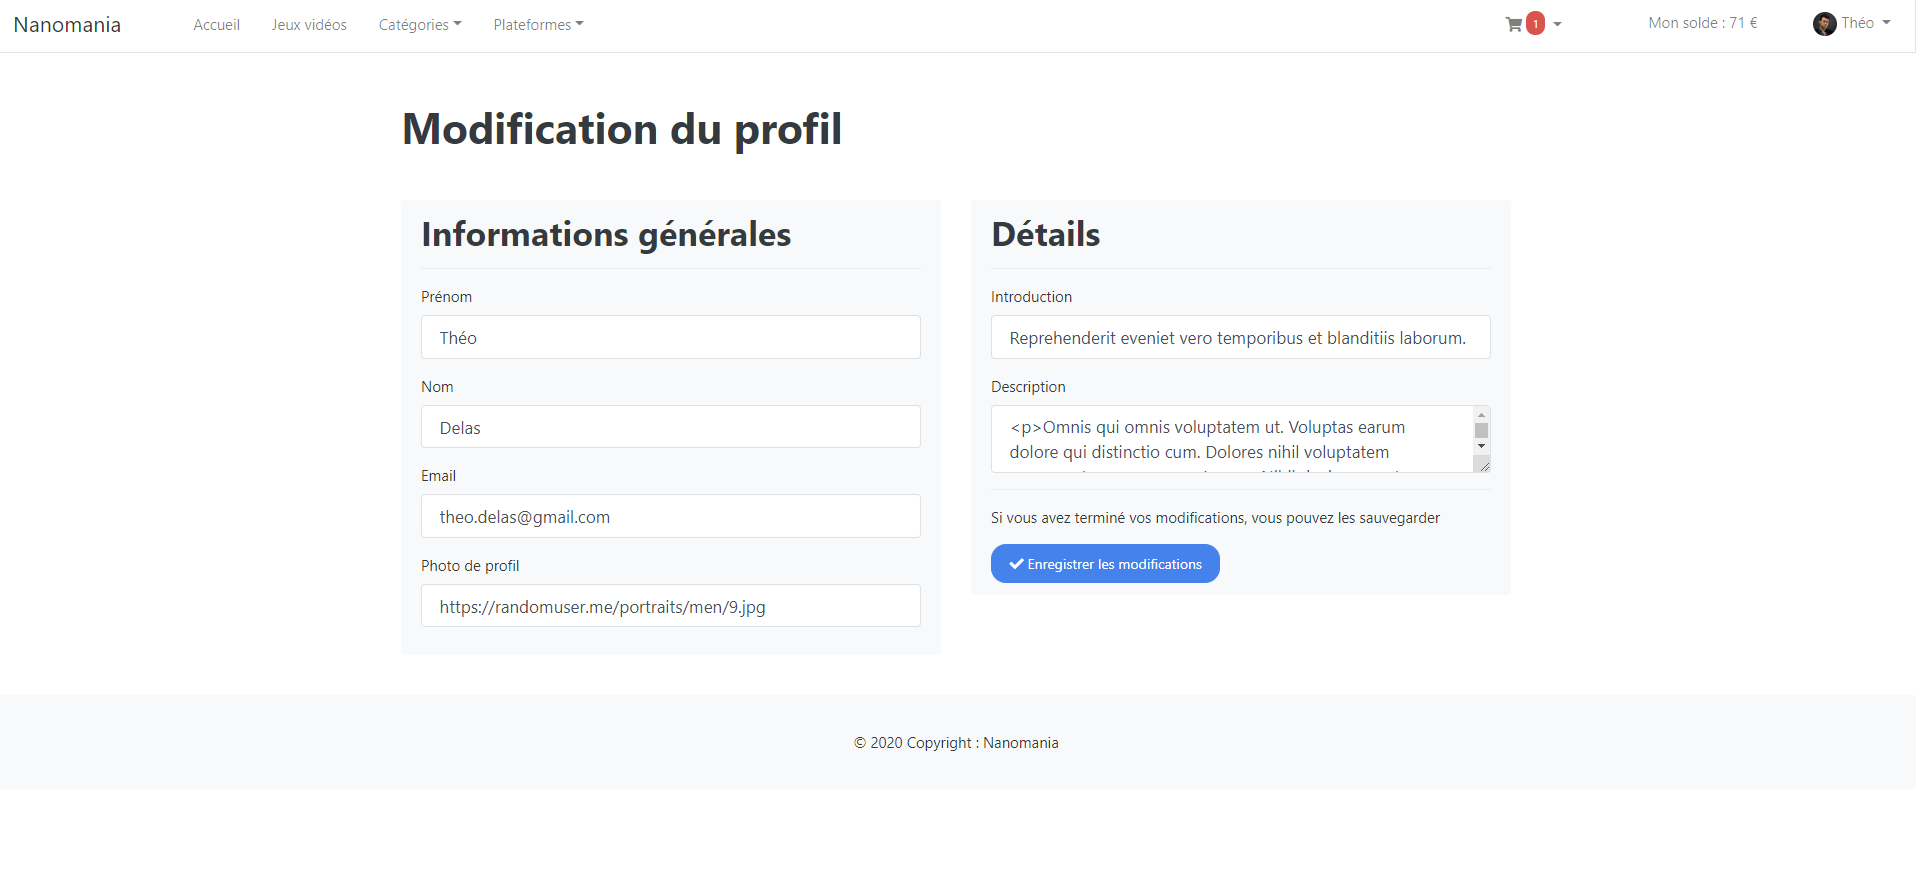 Nanomania
Accueil
Jeux vidéos
Catégories
Plateformes
1
Mon solde : 71 €
Théo
Modification du profil
Informations générales
Prénom
Théo
Nom
Delas
Email
theo.delas@gmail.com
Photo de profil
https://randomuser.me/portraits/men/9.jpg
Détails
Introduction
Reprehenderit eveniet vero temporibus et blanditiis laborum.
Description
<p>Omnis qui omnis voluptatem ut. Voluptas earum
dolore qui distinctio cum. Dolores nihil voluptatem
Si vous avez terminé vos modifications, vous pouvez les sauvegarder
Enregistrer les modifications
© 2020 Copyright : Nanomania